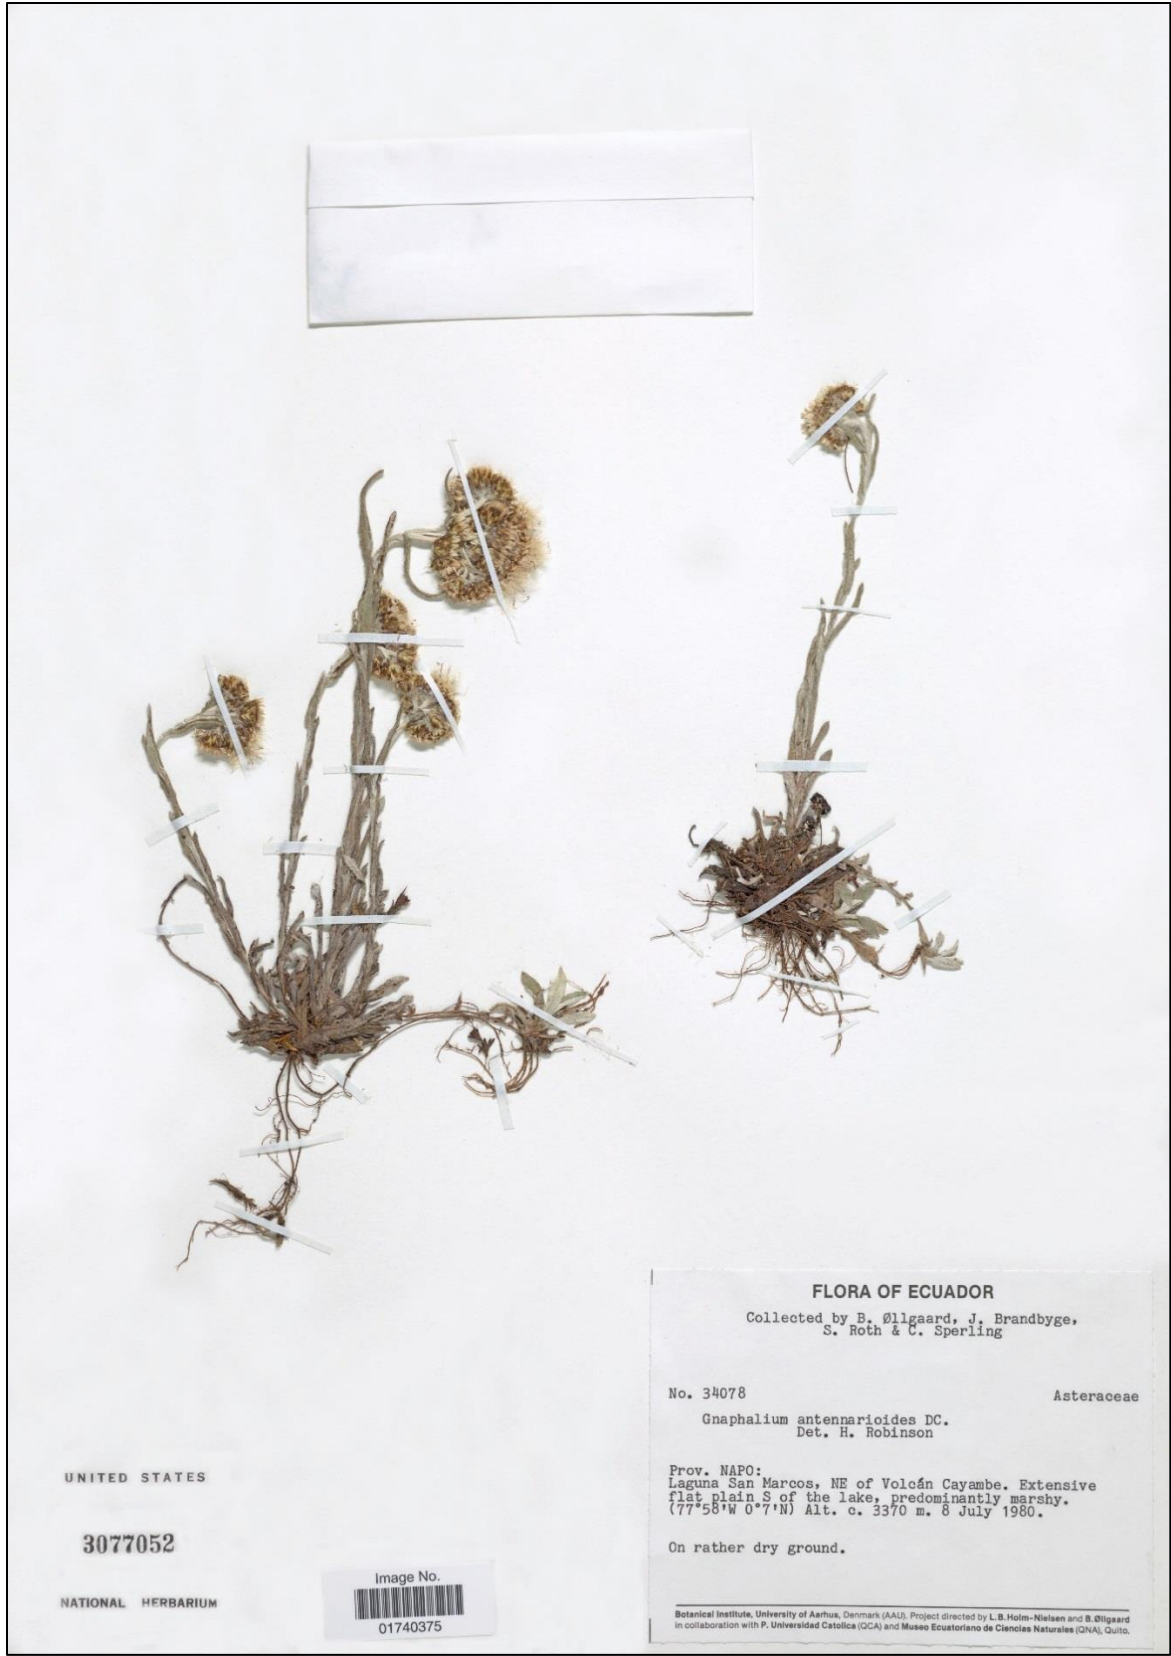 FLORA OF ECUADOR
Collected by B. Øllgaard, J. Brandbyge,
S. Roth & C. Sperling
No. 34078 Asteraceae
Gnaphalium antennarioides DC.
Det. H. Robinson
Prov. NAPO:
Laguna San Marcos, NE of Volcán Cayambe. Extensive
flat plain S of the lake, predominantly marshy.
(77°58'W 0°7'N) Alt. c. 3370 m. 8 July 1980.
On rather dry ground.
Botanical Institute, University of Aarhus, Denmark (AAU). Project directed by L. B. Holm-Nielsen and B. Øllgaard
in collaboration with P. Universidad Catolica (QCA) and Museo Ecuatoriano de Ciencias Naturales (QNA), Quito.
UNITED STATES
3077052
NATIONAL HERBARIUM
Image No.
01740375